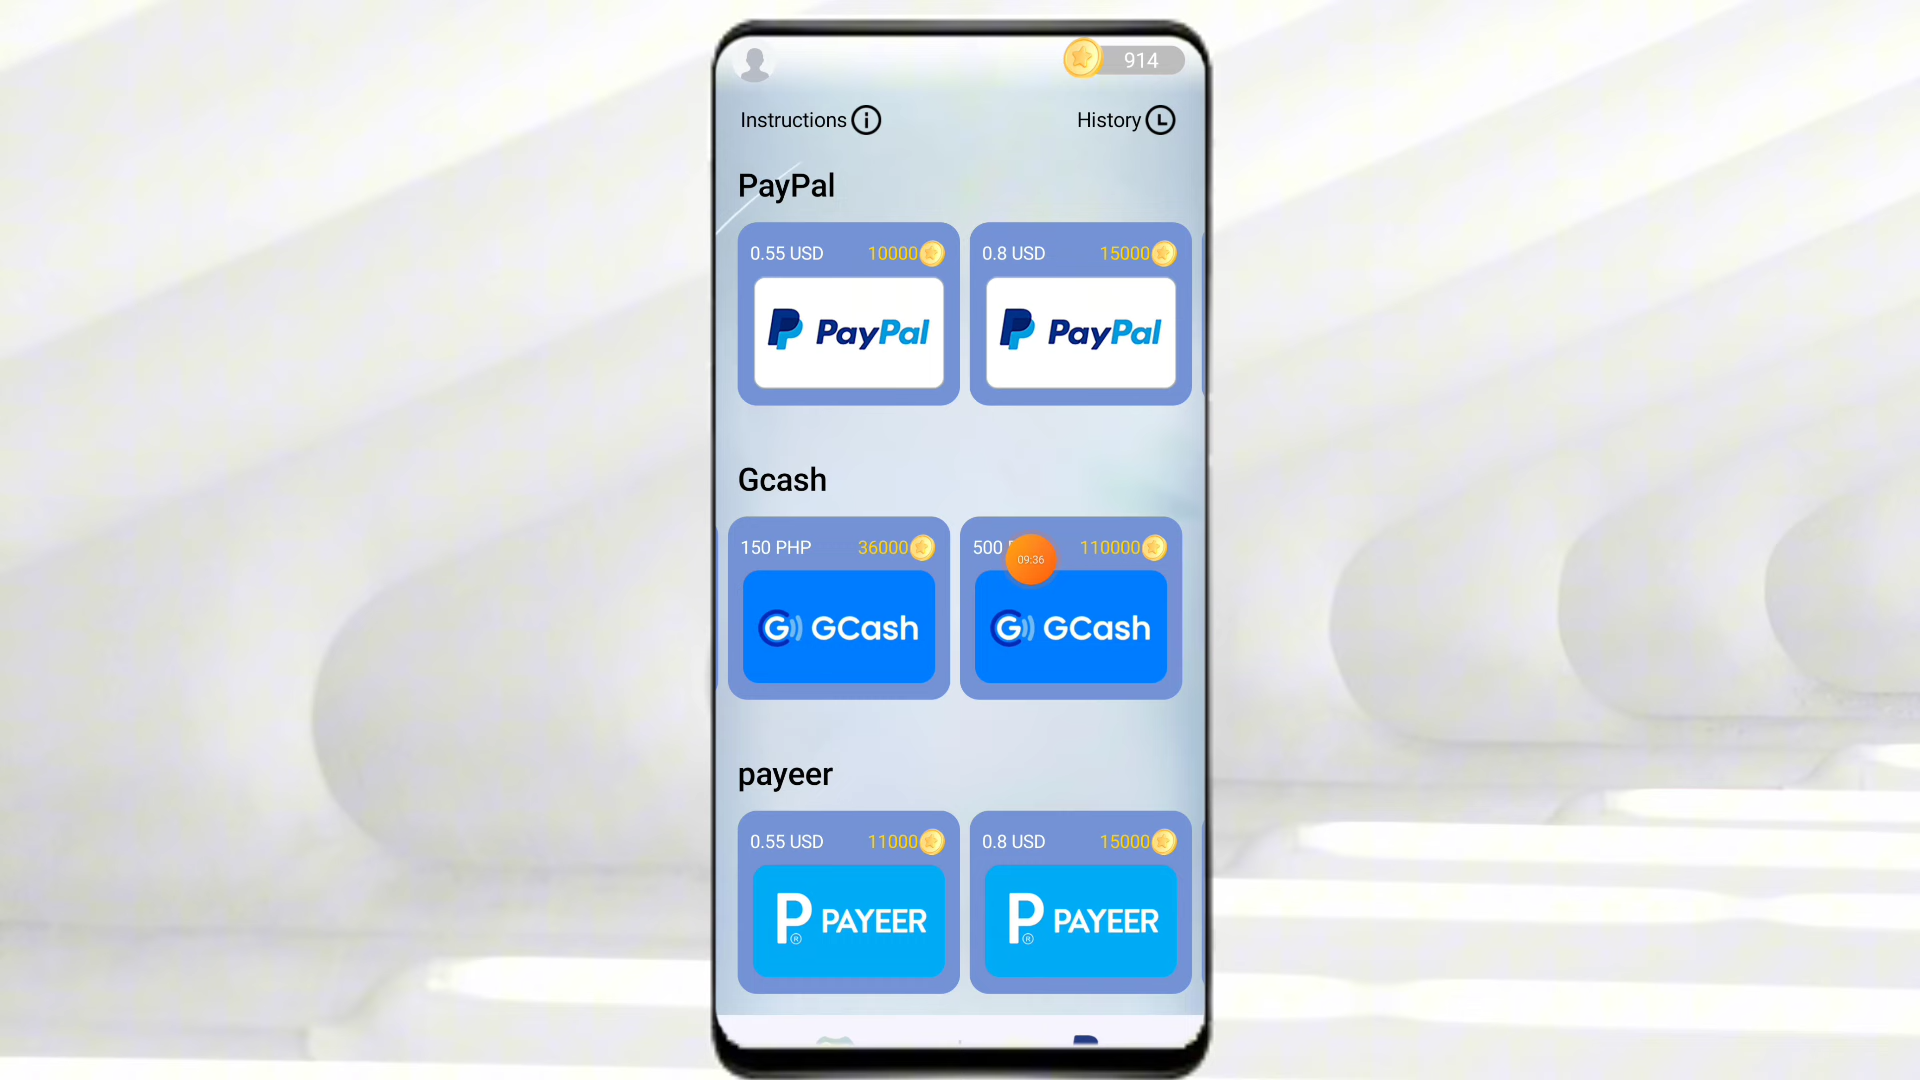 914
Instructions
History
PayPal
0.55 USD 10000
0.8 USD 15000
PayPal
PayPal
Gcash
150 PHP 36000
500 110000
09:36
GCash
GCash
payeer
0.55 USD 11000
0.8 USD 15000
PAYEER
PAYEER